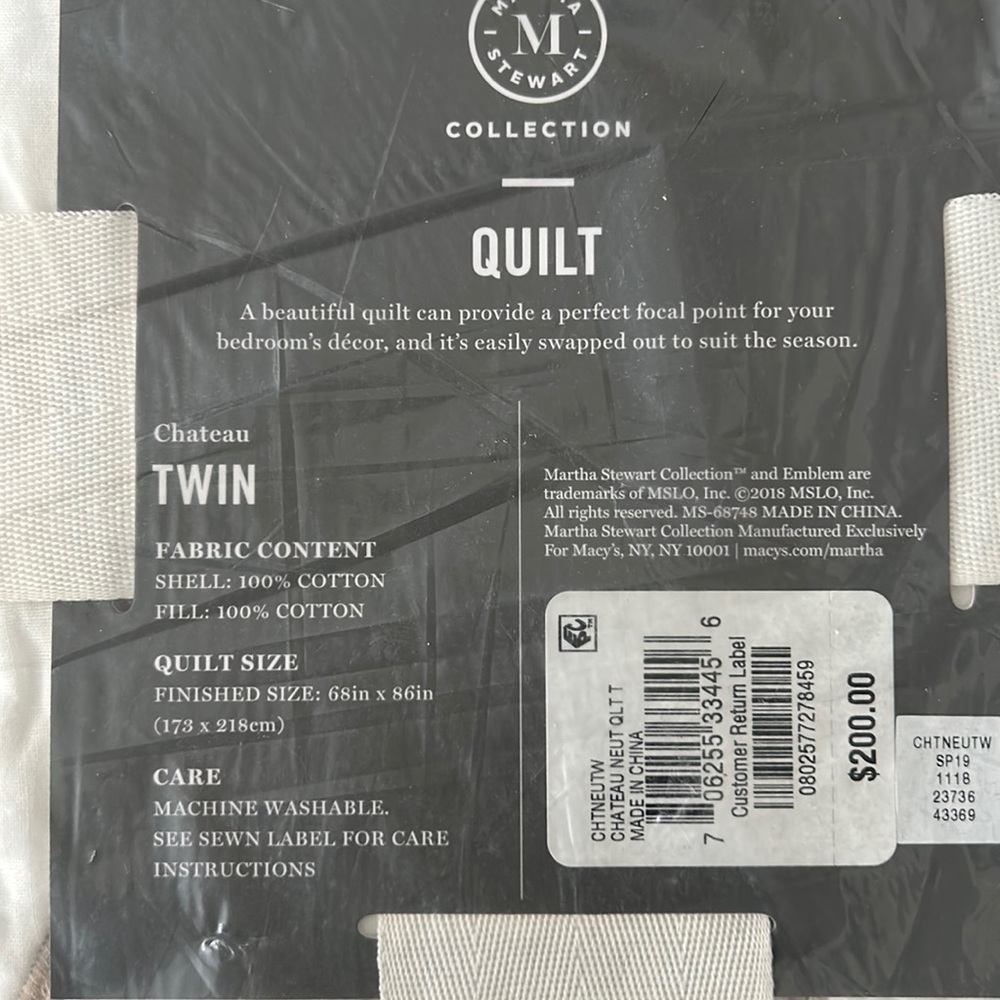 M
STEWART
COLLECTION
QUILT
A beautiful quilt can provide a perfect focal point for your
bedroom's décor, and it's easily swapped out to suit the season.
Chateau
TWIN
FABRIC CONTENT
SHELL: 100% COTTON
FILL: 100% COTTON
QUILT SIZE
FINISHED SIZE: 68in x 86in
(173 x 218cm)
CARE
MACHINE WASHABLE.
SEE SEWN LABEL FOR CARE
INSTRUCTIONS
Martha Stewart Collection™ and Emblem are
trademarks of MSLO, Inc. ©2018 MSLO, Inc.
All rights reserved. MS-68748 MADE IN CHINA.
Martha Stewart Collection Manufactured Exclusively
For Macy's, NY, NY 10001 | macys.com/martha
CHTNEUTW
CHATEAU NEUT QLT T
MADE IN CHINA
7 06255 33445 6
Customer Return Label
0802577278459
$200.00
CHTNEUTW
SP19
1118
23736
43369